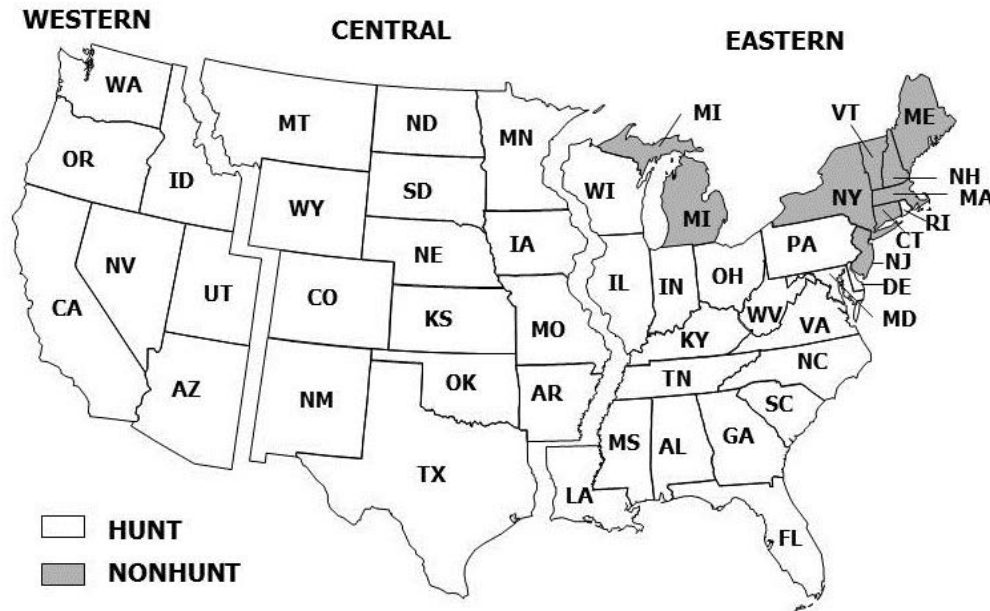 WESTERN
CENTRAL
EASTERN
WA
MT
ND
MN
MI
VT
ME
OR
ID
SD
WI
NH
MA
WY
MI
NY
RI
CT
NV
NE
IA
PA
NJ
CA
UT
CO
IL
IN
OH
DE
KS
MO
WV
VA
MD
KY
AZ
NM
OK
AR
TN
NC
SC
TX
MS
AL
GA
LA
FL
HUNT
NONHUNT